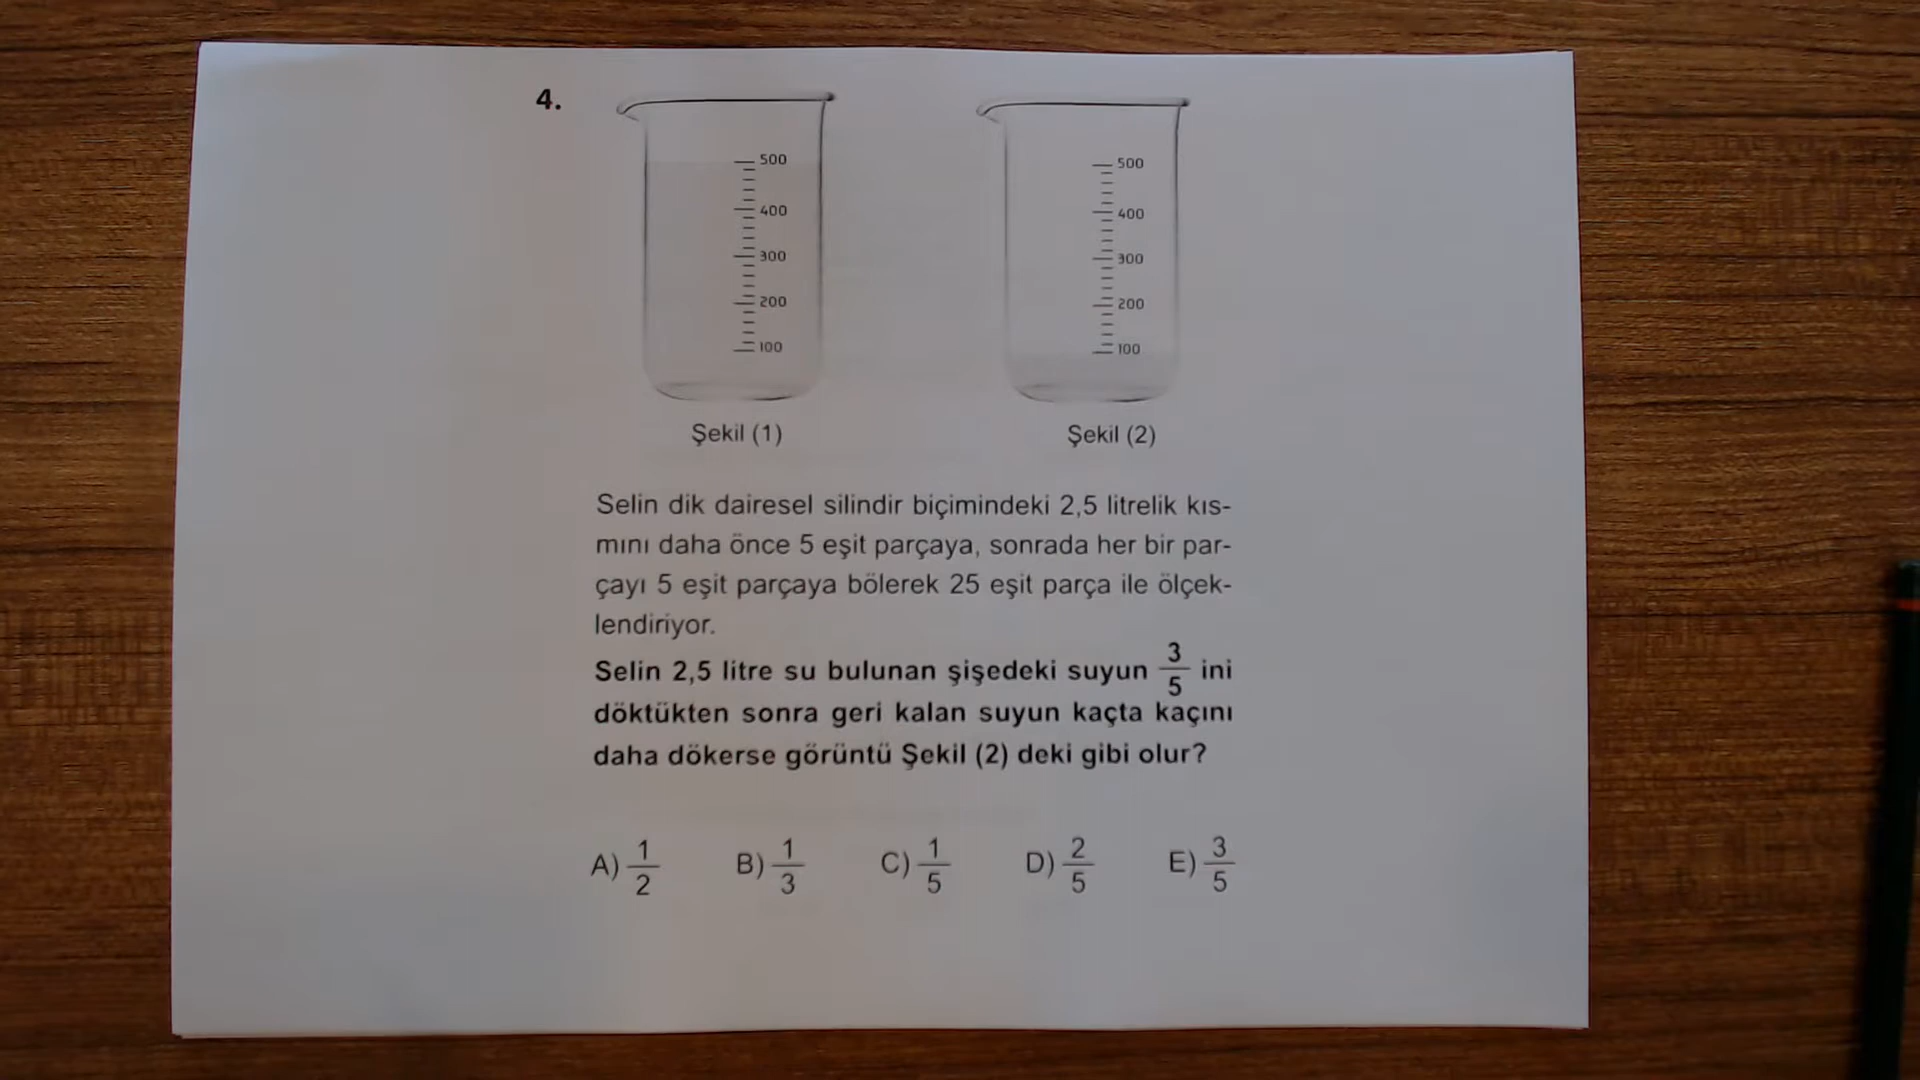 4.
500
400
300
200
100
Şekil (1)
500
400
300
200
100
Şekil (2)
Selin dik dairesel silindir biçimindeki 2,5 litrelik kıs-
mını daha önce 5 eşit parçaya, sonrada her bir par-
çayı 5 eşit parçaya bölerek 25 eşit parça ile ölçek-
lendiriyor.
Selin 2,5 litre su bulunan şişedeki suyun 3/5 ini
döktükten sonra geri kalan suyun kaçta kaçını
daha dökerse görüntü Şekil (2) deki gibi olur?
A) 1/2 B) 1/3 C) 1/5 D) 2/5 E) 3/5